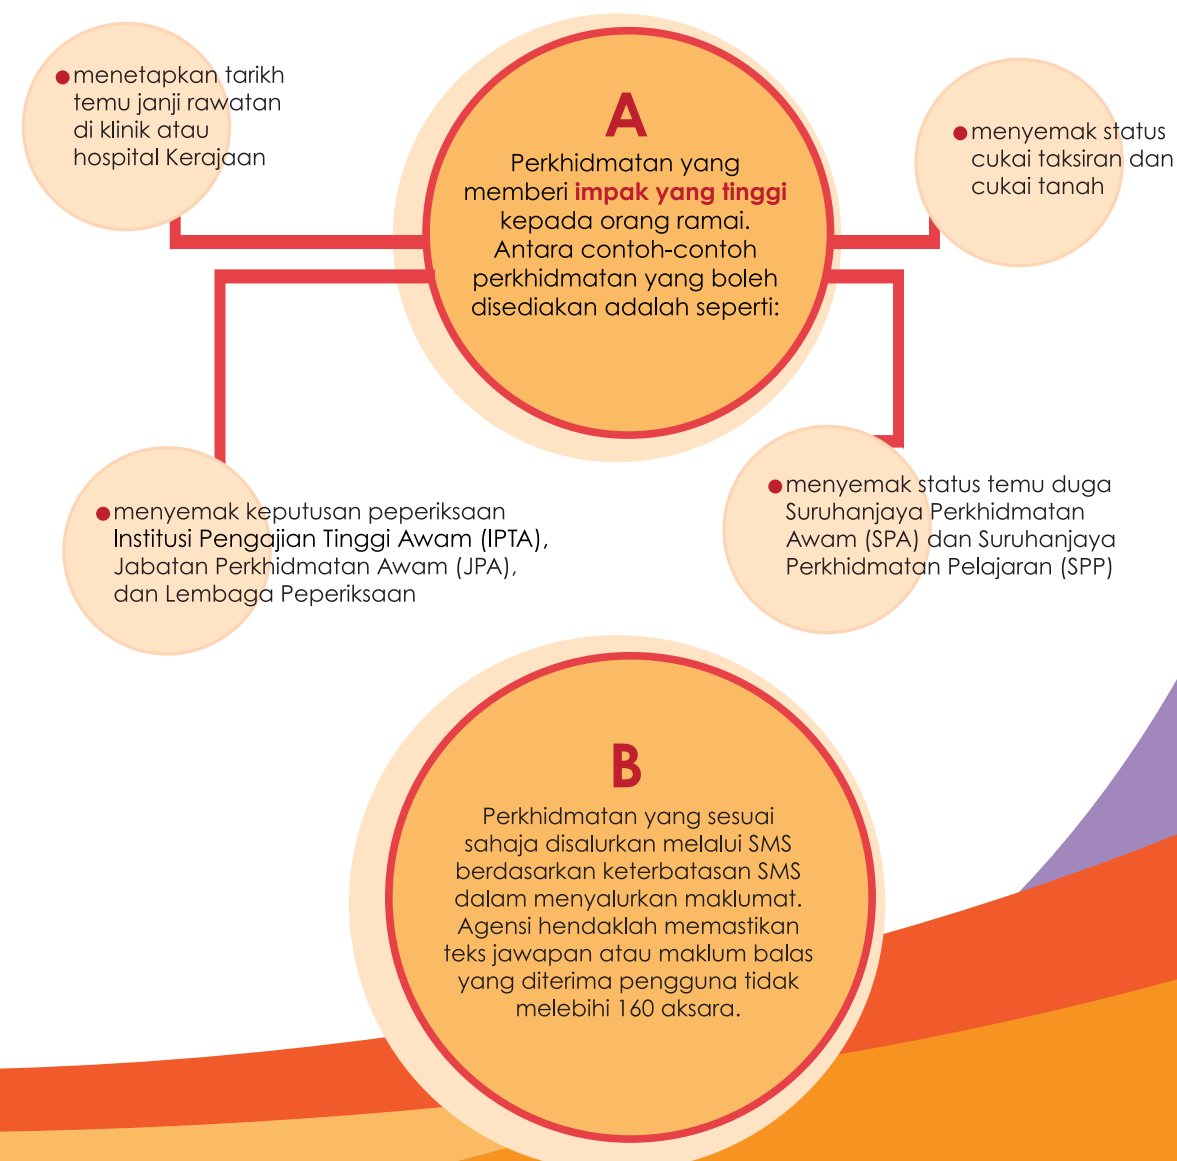 ● menetapkan tarikh
temu janji rawatan
di klinik atau
hospital Kerajaan
A
Perkhidmatan yang
memberi impak yang tinggi
kepada orang ramai.
Antara contoh-contoh
perkhidmatan yang boleh
disediakan adalah seperti:
● menyemak status
cukai taksiran dan
cukai tanah
● menyemak keputusan peperiksaan
Institusi Pengajian Tinggi Awam (IPTA),
Jabatan Perkhidmatan Awam (JPA),
dan Lembaga Peperiksaan
● menyemak status temu duga
Suruhanjaya Perkhidmatan
Awam (SPA) dan Suruhanjaya
Perkhidmatan Pelajaran (SPP)
B
Perkhidmatan yang sesuai
sahaja disalurkan melalui SMS
berdasarkan keterbatasan SMS
dalam menyalurkan maklumat.
Agensi hendaklah memastikan
teks jawapan atau maklum balas
yang diterima pengguna tidak
melebihi 160 aksara.